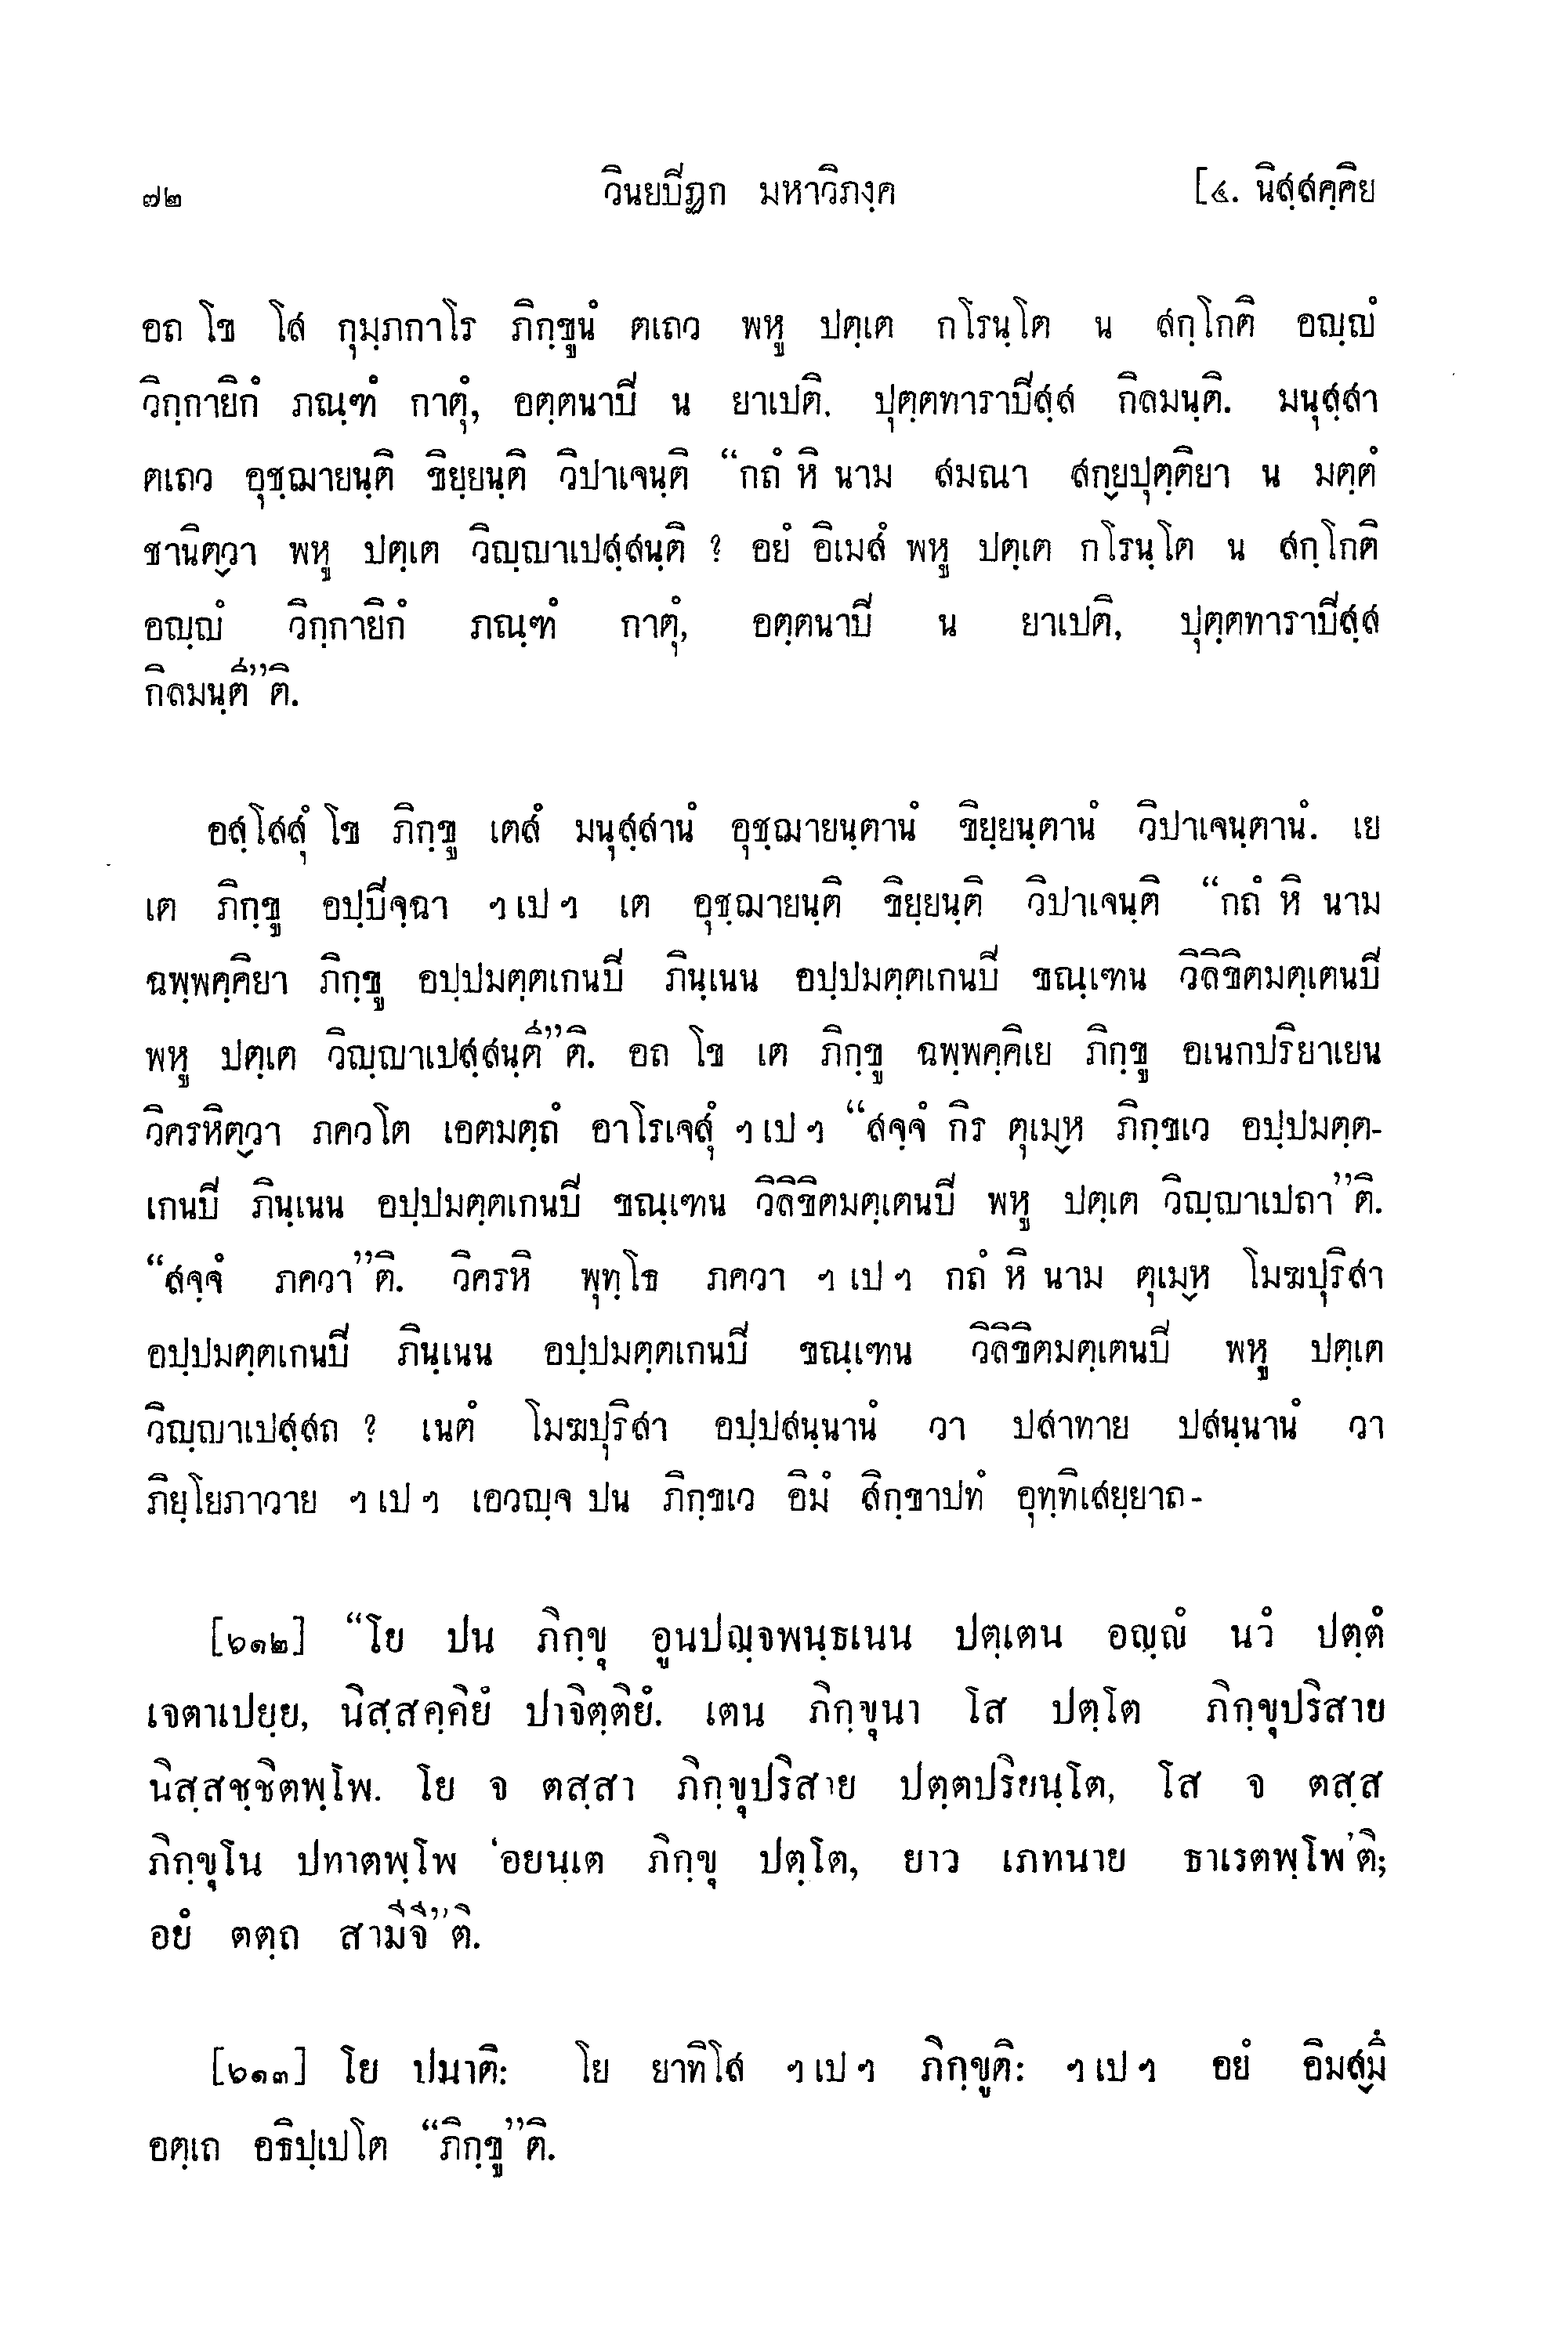 ๗๒ วินยปิฏก มหาวิภงฺค [๔. นิสฺสคฺคิย
อถ โข โส กุมฺภกาโร ภิกฺขูนํ ตเถว พหู ปตฺเต กโรนฺโต น สกฺโกติ อญฺญํ
วิกฺกายิกํ ภณฺฑํ กาตุํ, อตฺตนาปิ น ยาเปติ. ปุตฺตทาราปิสฺส กิลมนฺติ. มนุสฺสา
ตเถว อุชฺฌายนฺติ ขิยฺยนฺติ วิปาเจนฺติ “กถํ หิ นาม สมณา สกฺยปุตฺติยา น มตฺตํ
ชานิตฺวา พหู ปตฺเต วิญฺญาเปสฺสนฺติ ? อยํ อิเมสํ พหู ปตฺเต กโรนฺโต น สกฺโกติ
อญฺญํ วิกฺกายิกํ ภณฺฑํ กาตุํ, อตฺตนาปิ น ยาเปติ, ปุตฺตทาราปิสฺส
กิลมนฺตี”ติ.
อสฺโสสุํ โข ภิกฺขู เตสํ มนุสฺสานํ อุชฺฌายนฺตานํ ขิยฺยนฺตานํ วิปาเจนฺตานํ. เย
เต ภิกฺขู อปฺปิจฺฉา ฯ เป ฯ เต อุชฺฌายนฺติ ขิยฺยนฺติ วิปาเจนฺติ “กถํ หิ นาม
ฉพฺพคฺคิยา ภิกฺขู อปฺปมตฺตเกนปิ ภินฺเนน อปฺปมตฺตเกนปิ ขณฺเฑน วิลิขิตมตฺเตนปิ
พหู ปตฺเต วิญฺญาเปสฺสนฺตี”ติ. อถ โข เต ภิกฺขู ฉพฺพคฺคิเย ภิกฺขู อเนกปริยาเยน
วิครหิตฺวา ภควโต เอตมตฺถํ อาโรเจสุํ ฯ เป ฯ “สจฺจํ กิร ตุเมฺห ภิกฺขเว อปฺปมตฺต-
เกนปิ ภินฺเนน อปฺปมตฺตเกนปิ ขณฺเฑน วิลิขิตมตฺเตนปิ พหู ปตฺเต วิญฺญาเปถา”ติ.
“สจฺจํ ภควา”ติ. วิครหิ พุทฺโธ ภควา ฯ เป ฯ กถํ หิ นาม ตุเมฺห โมฆปุริสา
อปฺปมตฺตเกนปิ ภินฺเนน อปฺปมตฺตเกนปิ ขณฺเฑน วิลิขิตมตฺเตนปิ พหู ปตฺเต
วิญฺญาเปสฺสถ ? เนตํ โมฆปุริสา อปฺปสนฺนานํ วา ปสาทาย ปสนฺนานํ วา
ภิยฺโยภาวาย ฯ เป ฯ เอวญฺจ ปน ภิกฺขเว อิมํ สิกฺขาปทํ อุทฺทิเสยฺยาถ-
[๖๑๒] “โย ปน ภิกฺขุ อูนปญฺจพนฺธเนน ปตฺเตน อญฺญํ นวํ ปตฺตํ
เจตาเปยฺย, นิสฺสคฺคิยํ ปาจิตฺติยํ. เตน ภิกฺขุนา โส ปตฺโต ภิกฺขุปริสาย
นิสฺสชฺชิตพฺโพ. โย จ ตสฺสา ภิกฺขุปริสาย ปตฺตปริยนฺโต, โส จ ตสฺส
ภิกฺขุโน ปทาตพฺโพ ‘อยนฺเต ภิกฺขุ ปตฺโต, ยาว เภทนาย ธาเรตพฺโพ’ติ;
อยํ ตตฺถ สามีจี”ติ.
[๖๑๓] โย ปนาติ: โย ยาทิโส ฯ เป ฯ ภิกฺขูติ: ฯ เป ฯ อยํ อิมสฺมิํ
อตฺเถ อธิปฺเปโต “ภิกฺขู”ติ.